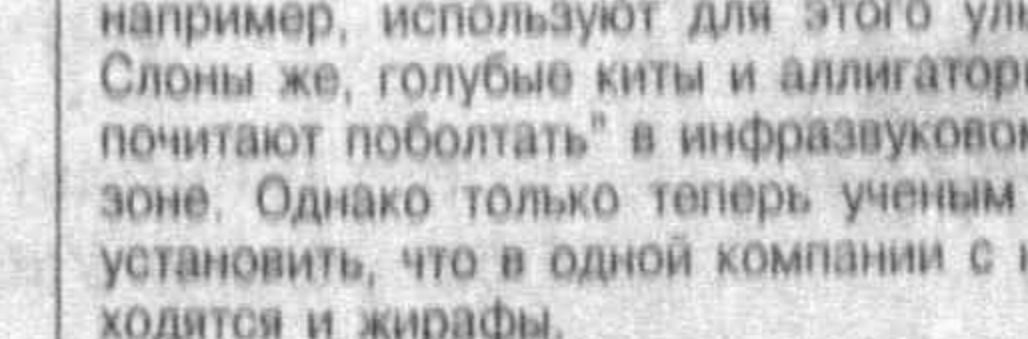 например, используют для этого ул
Слоны же, голубые киты и аллигатор
почитают поболтать" в инфразвуково
зоне. Однако только теперь ученым
установить, что в одной компании с
ходятся и жирафы.